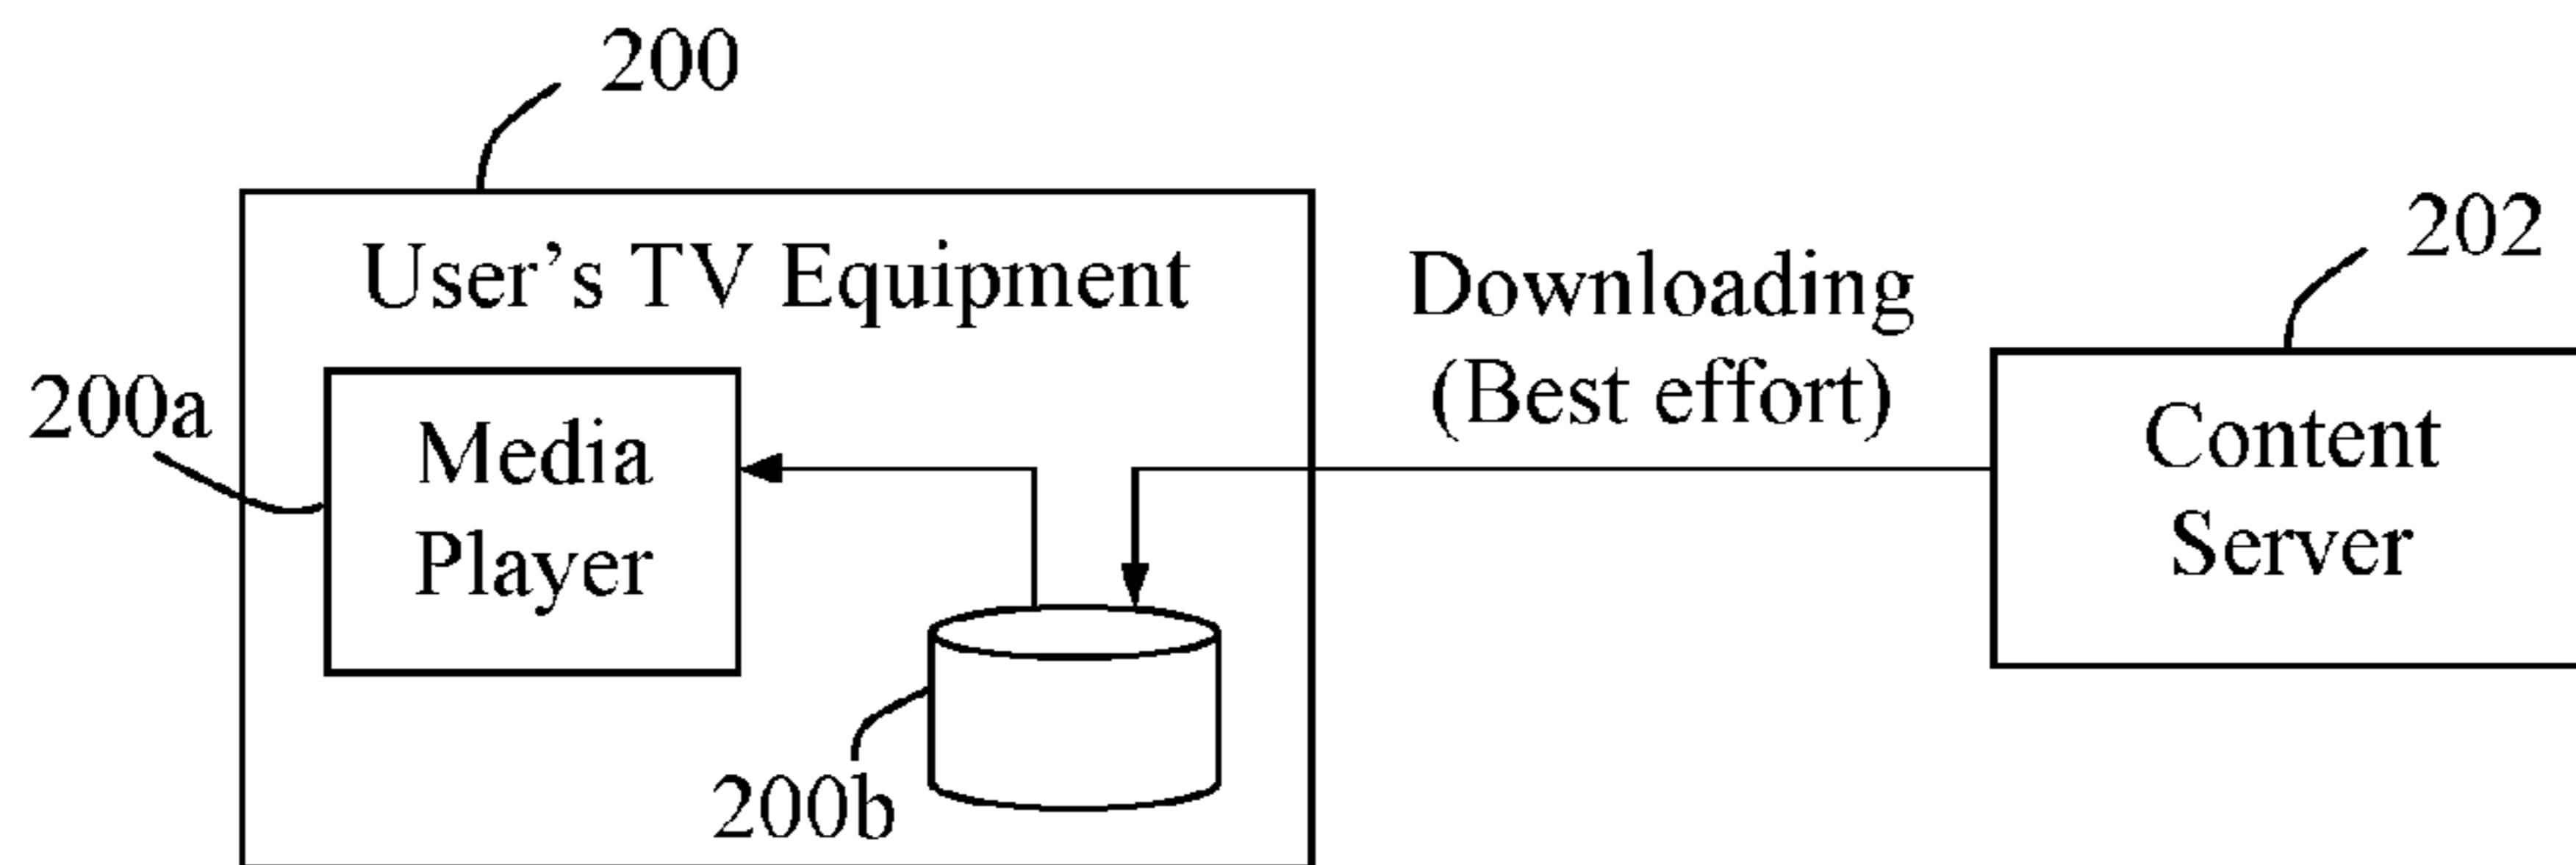 200
202
User’s TV Equipment
Downloading
(Best effort)
200a
Media
Player
Content
Server
200b